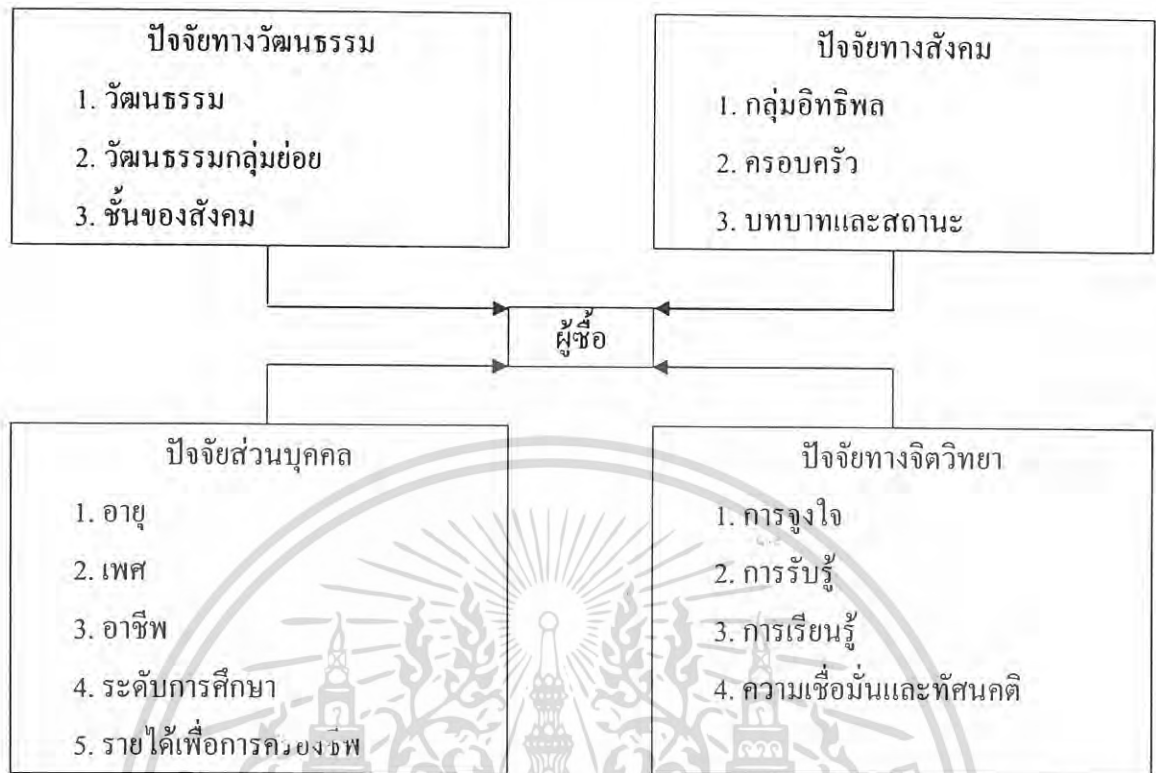 ปัจจัยทางวัฒนธรรม
1. วัฒนธรรม
2. วัฒนธรรมกลุ่มย่อย
3. ชั้นของสังคม
ปัจจัยทางสังคม
1. กลุ่มอิทธิพล
2. ครอบครัว
3. บทบาทและสถานะ
ผู้ซื้อ
ปัจจัยส่วนบุคคล
1. อายุ
2. เพศ
3. อาชีพ
4. ระดับการศึกษา
5. รายได้เพื่อการครองชีพ
ปัจจัยทางจิตวิทยา
1. การจูงใจ
2. การรับรู้
3. การเรียนรู้
4. ความเชื่อมั่นและทัศนคติ